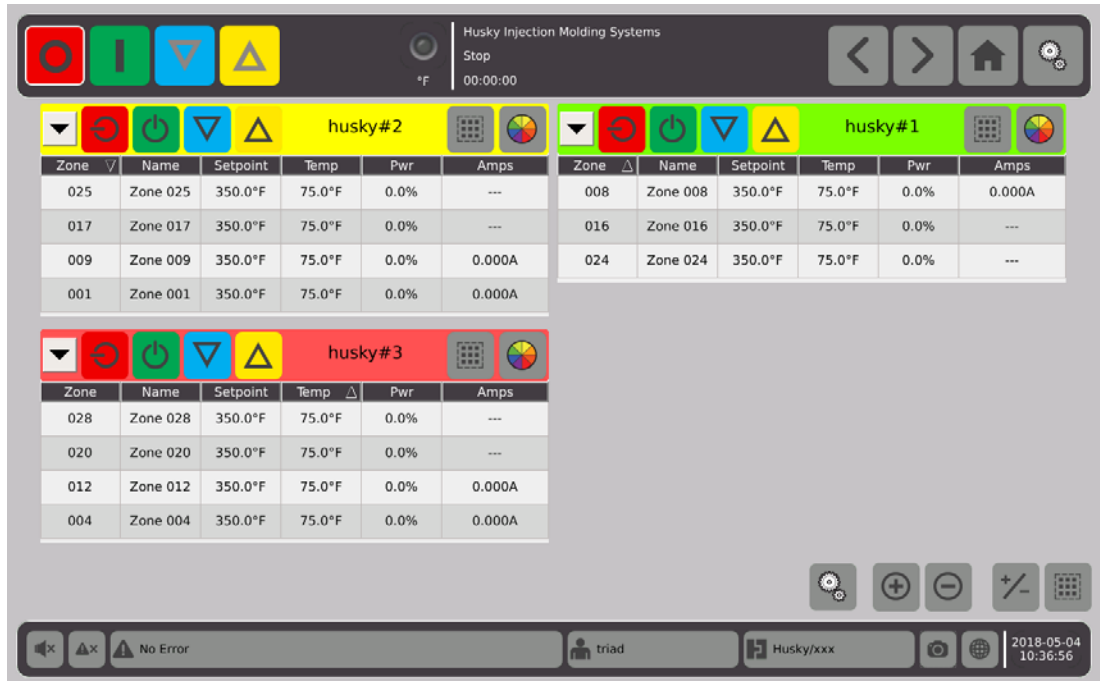 Husky Injection Molding Systems
Stop
°F 00:00:00
husky#2
Zone Name Setpoint Temp Pwr Amps
025 Zone 025 350.0°F 75.0°F 0.0% ---
017 Zone 017 350.0°F 75.0°F 0.0% ---
009 Zone 009 350.0°F 75.0°F 0.0% 0.000A
001 Zone 001 350.0°F 75.0°F 0.0% 0.000A
husky#1
Zone Name Setpoint Temp Pwr Amps
008 Zone 008 350.0°F 75.0°F 0.0% 0.000A
016 Zone 016 350.0°F 75.0°F 0.0% ---
024 Zone 024 350.0°F 75.0°F 0.0% ---
husky#3
Zone Name Setpoint Temp Pwr Amps
028 Zone 028 350.0°F 75.0°F 0.0% ---
020 Zone 020 350.0°F 75.0°F 0.0% ---
012 Zone 012 350.0°F 75.0°F 0.0% 0.000A
004 Zone 004 350.0°F 75.0°F 0.0% 0.000A
No Error triad Husky/xxx 2018-05-04
10:36:56